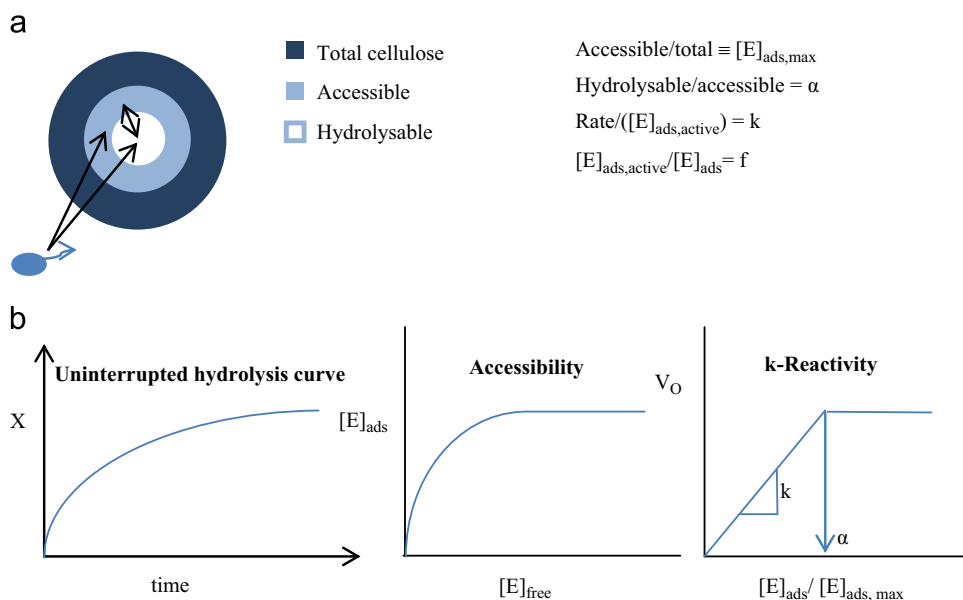 a
Total cellulose
Accessible
Hydrolysable
Accessible/total ≡ [E]ads,max
Hydrolysable/accessible = α
Rate/([E]ads,active) = k
[E]ads,active/[E]ads= f
b
Uninterrupted hydrolysis curve
X
time
Accessibility
[E]ads
[E]free
k-Reactivity
VO
k
α
[E]ads/ [E]ads, max